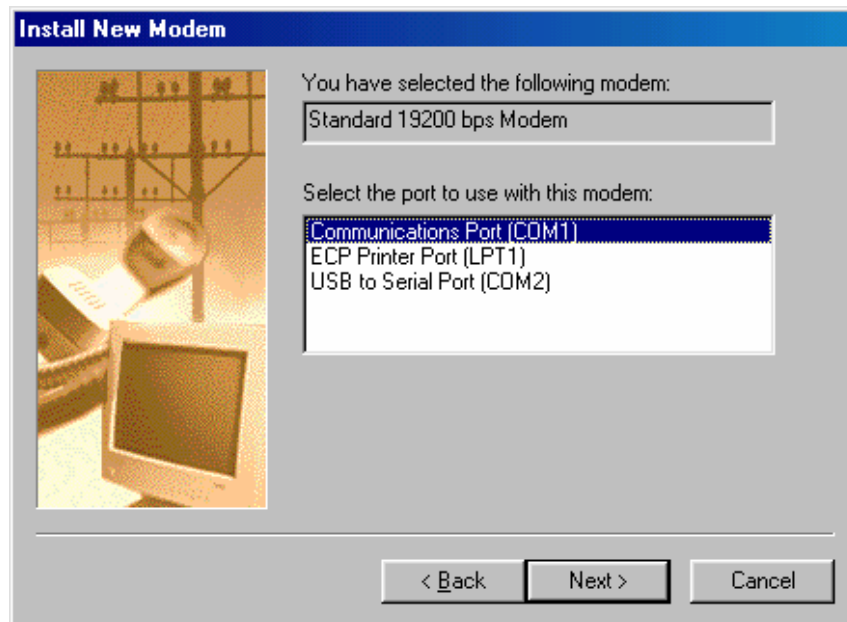 Install New Modem
You have selected the following modem:
Standard 19200 bps Modem
Select the port to use with this modem:
Communications Port (COM1)
ECP Printer Port (LPT1)
USB to Serial Port (COM2)
< Back
Next >
Cancel